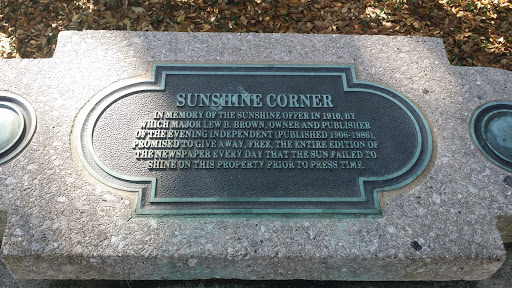 SUNSHINE CORNER
IN MEMORY OF THE SUNSHINE OFFER IN 1910, BY
WHICH MAJOR LEW B. BROWN, OWNER AND PUBLISHER
OF THE EVENING INDEPENDENT (PUBLISHED 1906-1986),
PROMISED TO GIVE AWAY, FREE, THE ENTIRE EDITION OF
THE NEWSPAPER EVERY DAY THAT THE SUN FAILED TO
SHINE ON THIS PROPERTY PRIOR TO PRESS TIME.